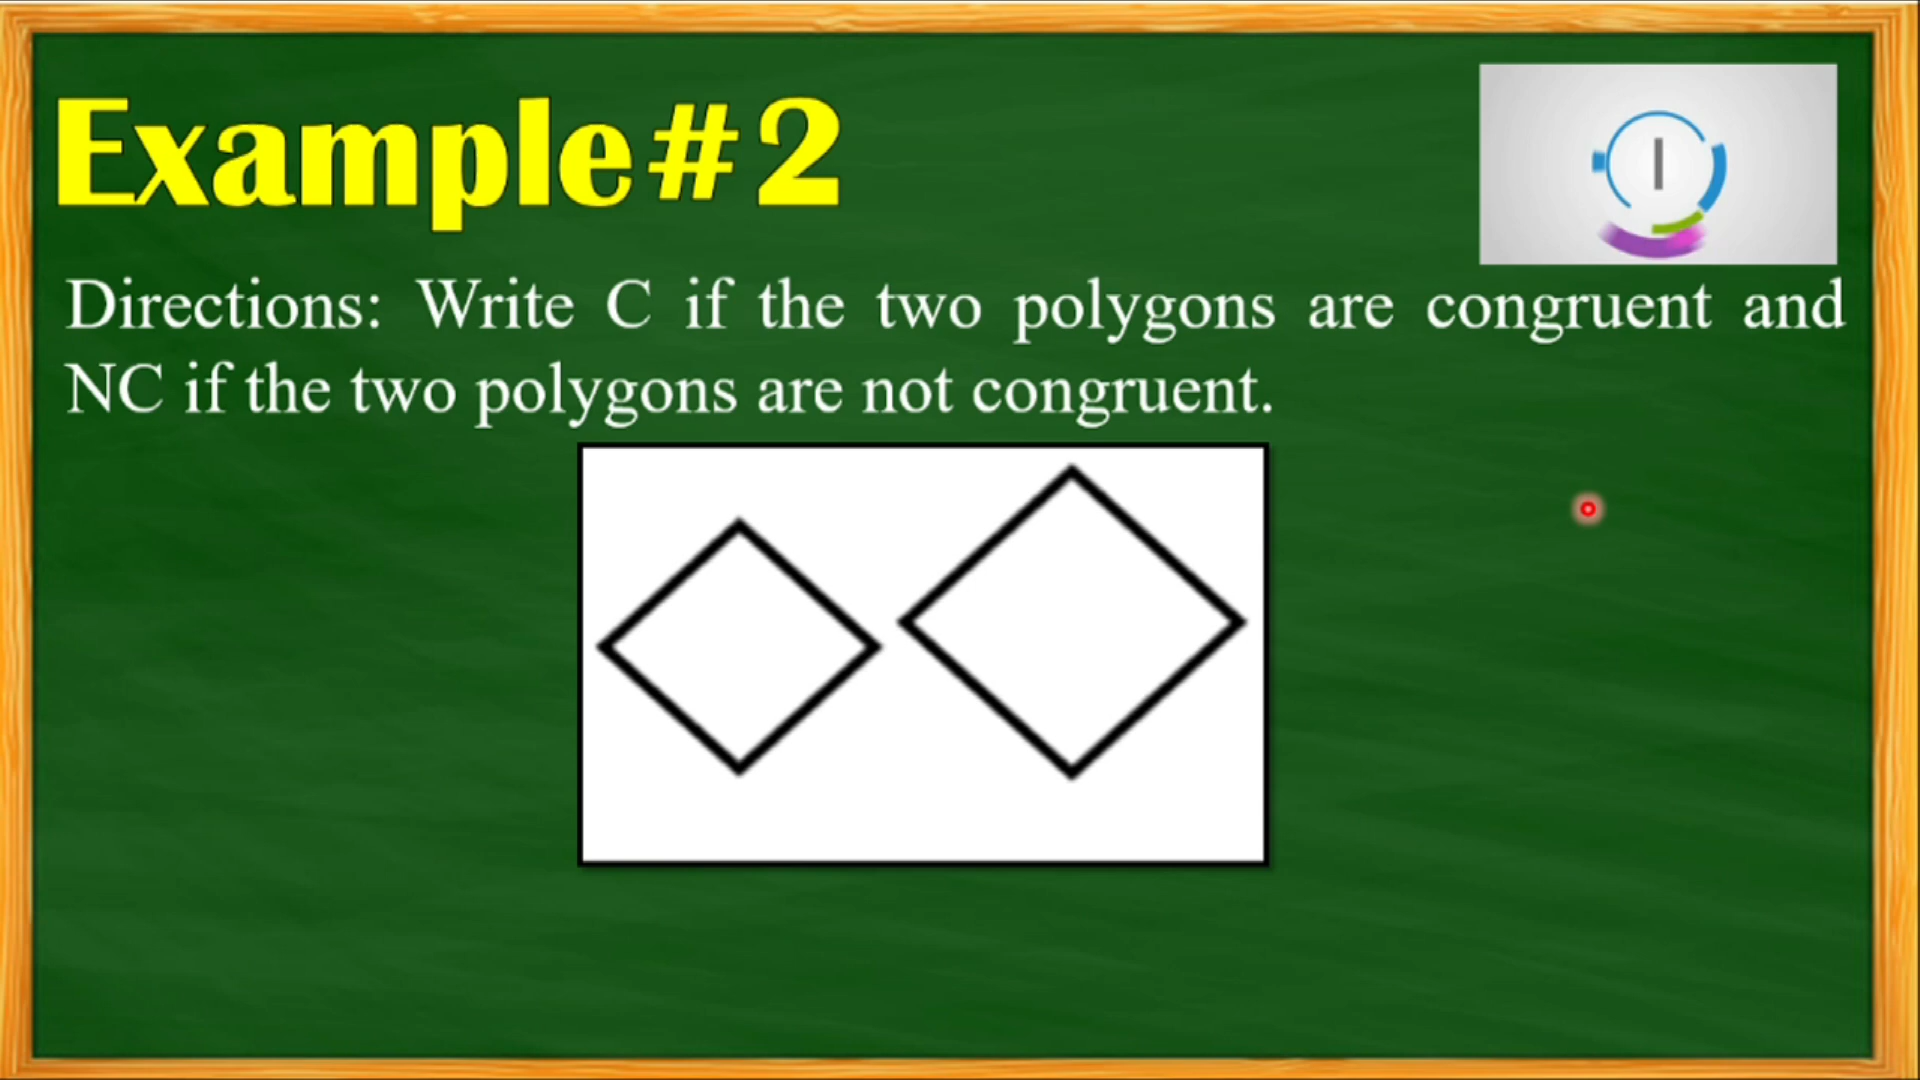 Example#2
Directions: Write C if the two polygons are congruent and
NC if the two polygons are not congruent.